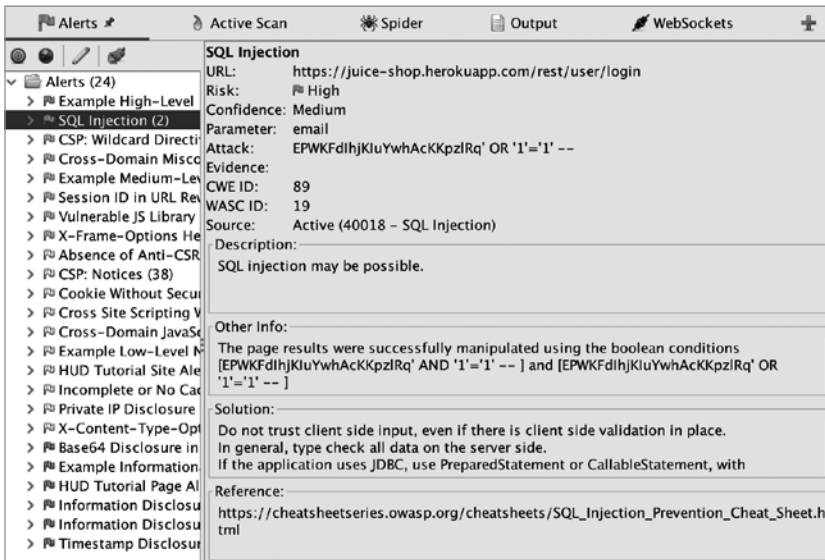 Alerts
Active Scan
Spider
Output
WebSockets
Alerts (24)
Example High-Level
SQL Injection (2)
CSP: Wildcard Directi
Cross-Domain Misco
Example Medium-Lev
Session ID in URL Rev
Vulnerable JS Library
X-Frame-Options He
Absence of Anti-CSR
CSP: Notices (38)
Cookie Without Secu
Cross Site Scripting W
Cross-Domain JavaSc
Example Low-Level N
HUD Tutorial Site Ale
Incomplete or No Cac
Private IP Disclosure
X-Content-Type-Opt
Base64 Disclosure in
Example Information
HUD Tutorial Page Al
Information Disclosu
Information Disclosu
Timestamp Disclosur
SQL Injection
URL: https://juice-shop.herokuapp.com/rest/user/login
Risk: High
Confidence: Medium
Parameter: email
Attack: EPWKFdIhjKIuYwhAcKKpzlRq' OR '1'='1' --
Evidence:
CWE ID: 89
WASC ID: 19
Source: Active (40018 - SQL Injection)
Description:
SQL injection may be possible.
Other Info:
The page results were successfully manipulated using the boolean conditions
[EPWKFdIhjKIuYwhAcKKpzlRq' AND '1'='1' -- ] and [EPWKFdIhjKIuYwhAcKKpzlRq' OR
'1'='1' -- ]
Solution:
Do not trust client side input, even if there is client side validation in place.
In general, type check all data on the server side.
If the application uses JDBC, use PreparedStatement or CallableStatement, with
Reference:
https://cheatsheetseries.owasp.org/cheatsheets/SQL_Injection_Prevention_Cheat_Sheet.h
tml